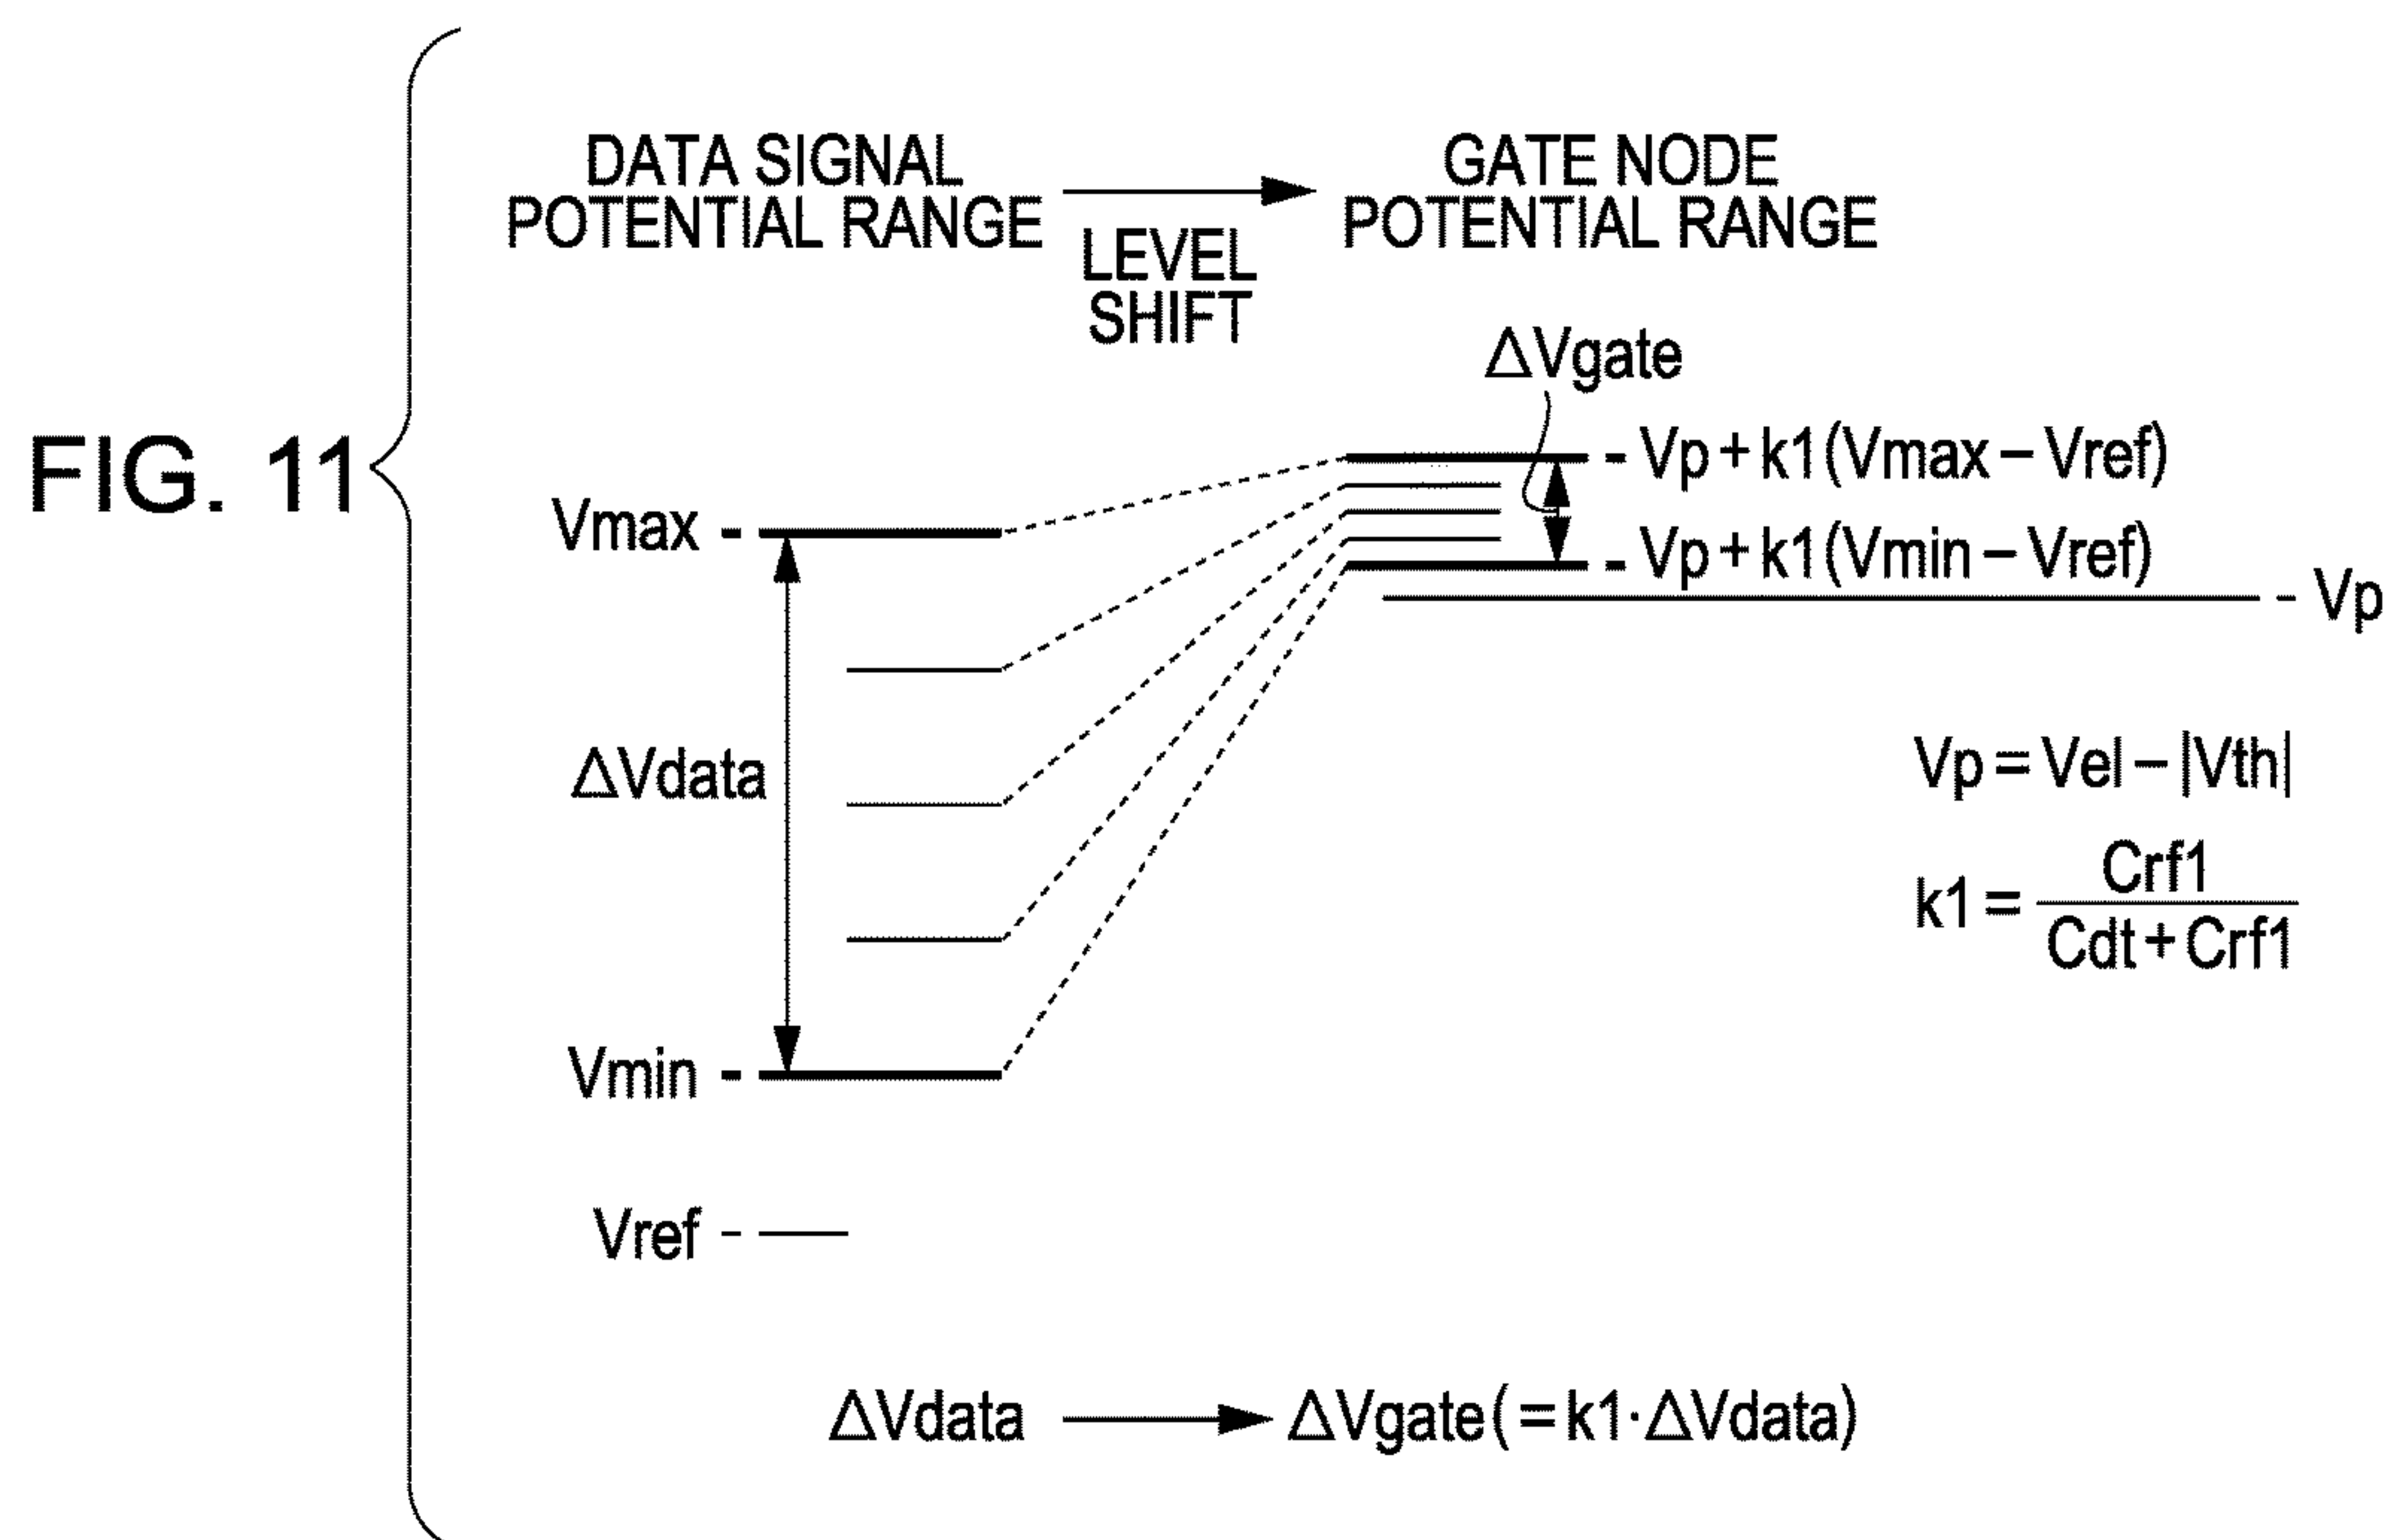 FIG. 11
DATA SIGNAL
POTENTIAL RANGE
LEVEL
SHIFT
GATE NODE
POTENTIAL RANGE
ΔVgate
Vmax
Vp + k1 (Vmax – Vref)
Vp + k1 (Vmin – Vref)
Vp
ΔVdata
Vp = Vel – |Vth|
k1 =
Crf1
Cdt + Crf1
Vmin
Vref
ΔVdata
ΔVgate (= k1·ΔVdata)